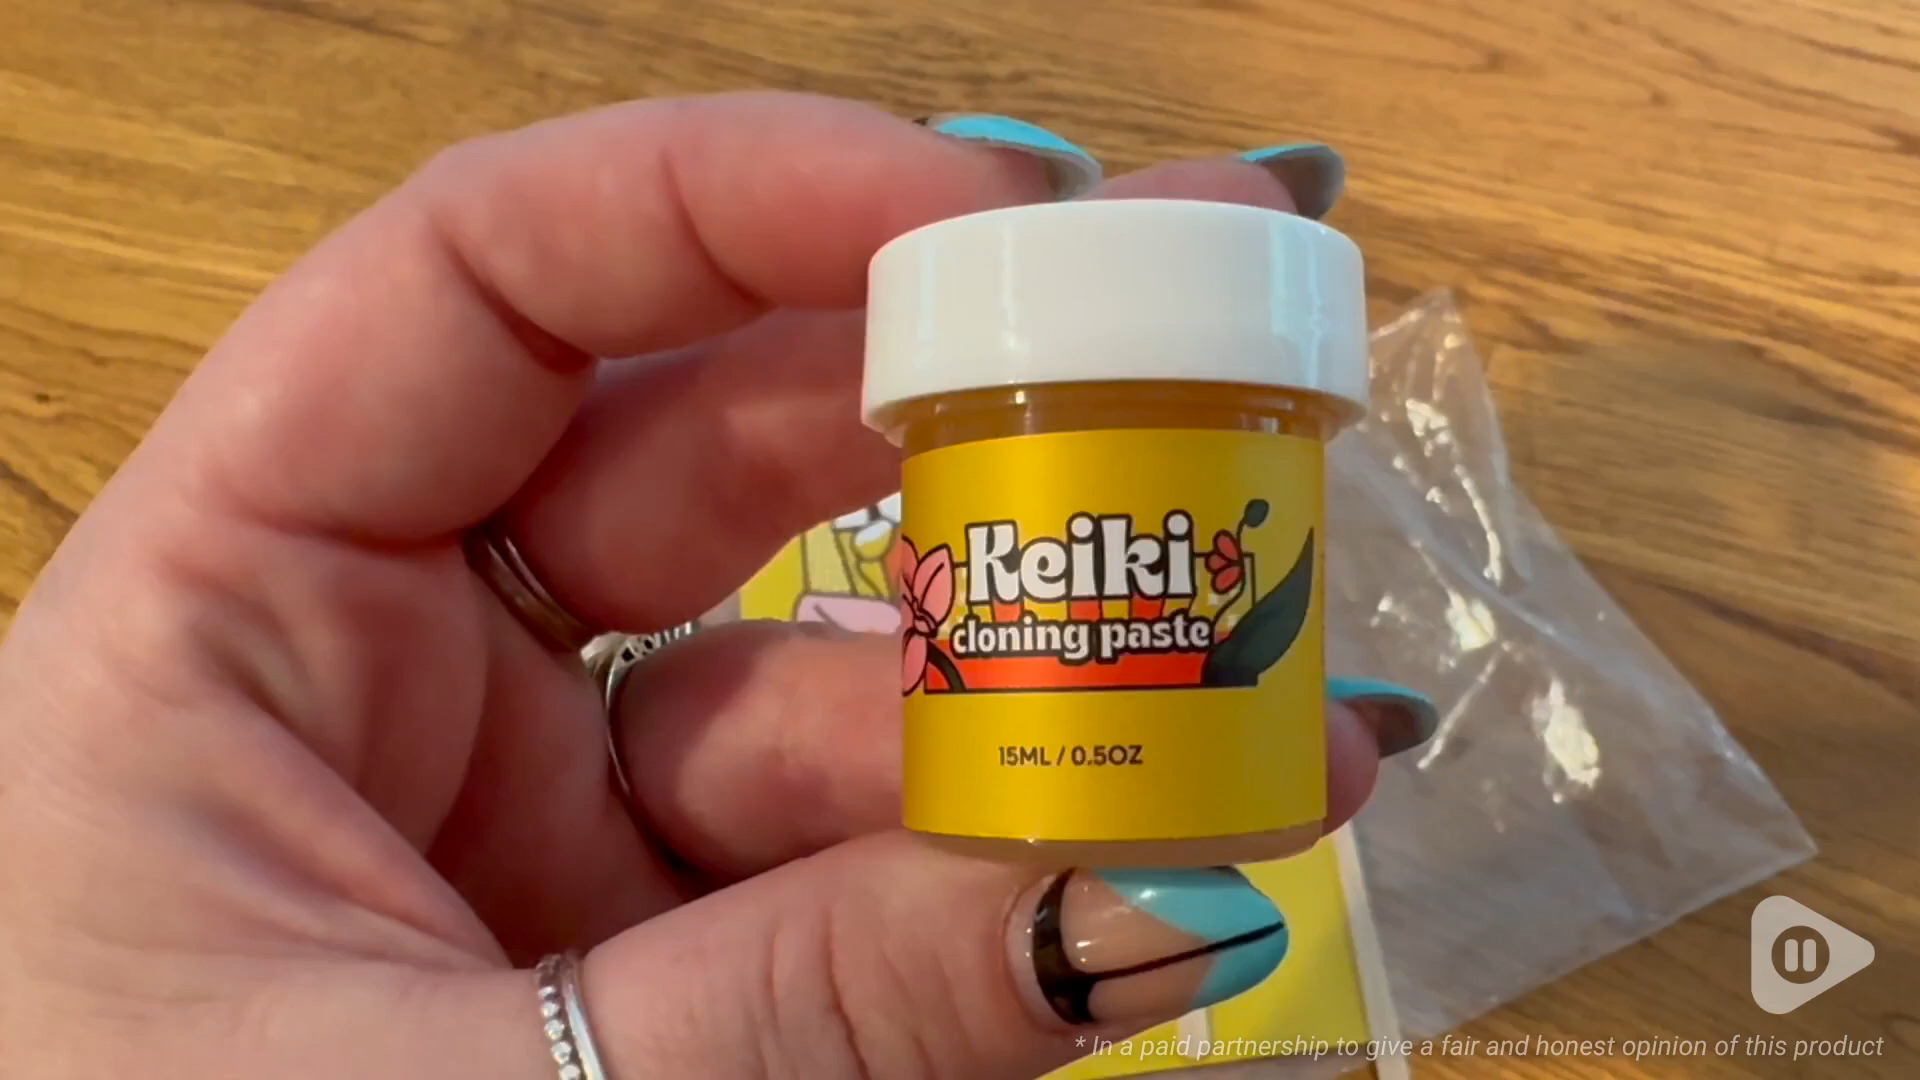 Keiki
cloning paste
15ML / 0.5OZ
* In a paid partnership to give a fair and honest opinion of this product